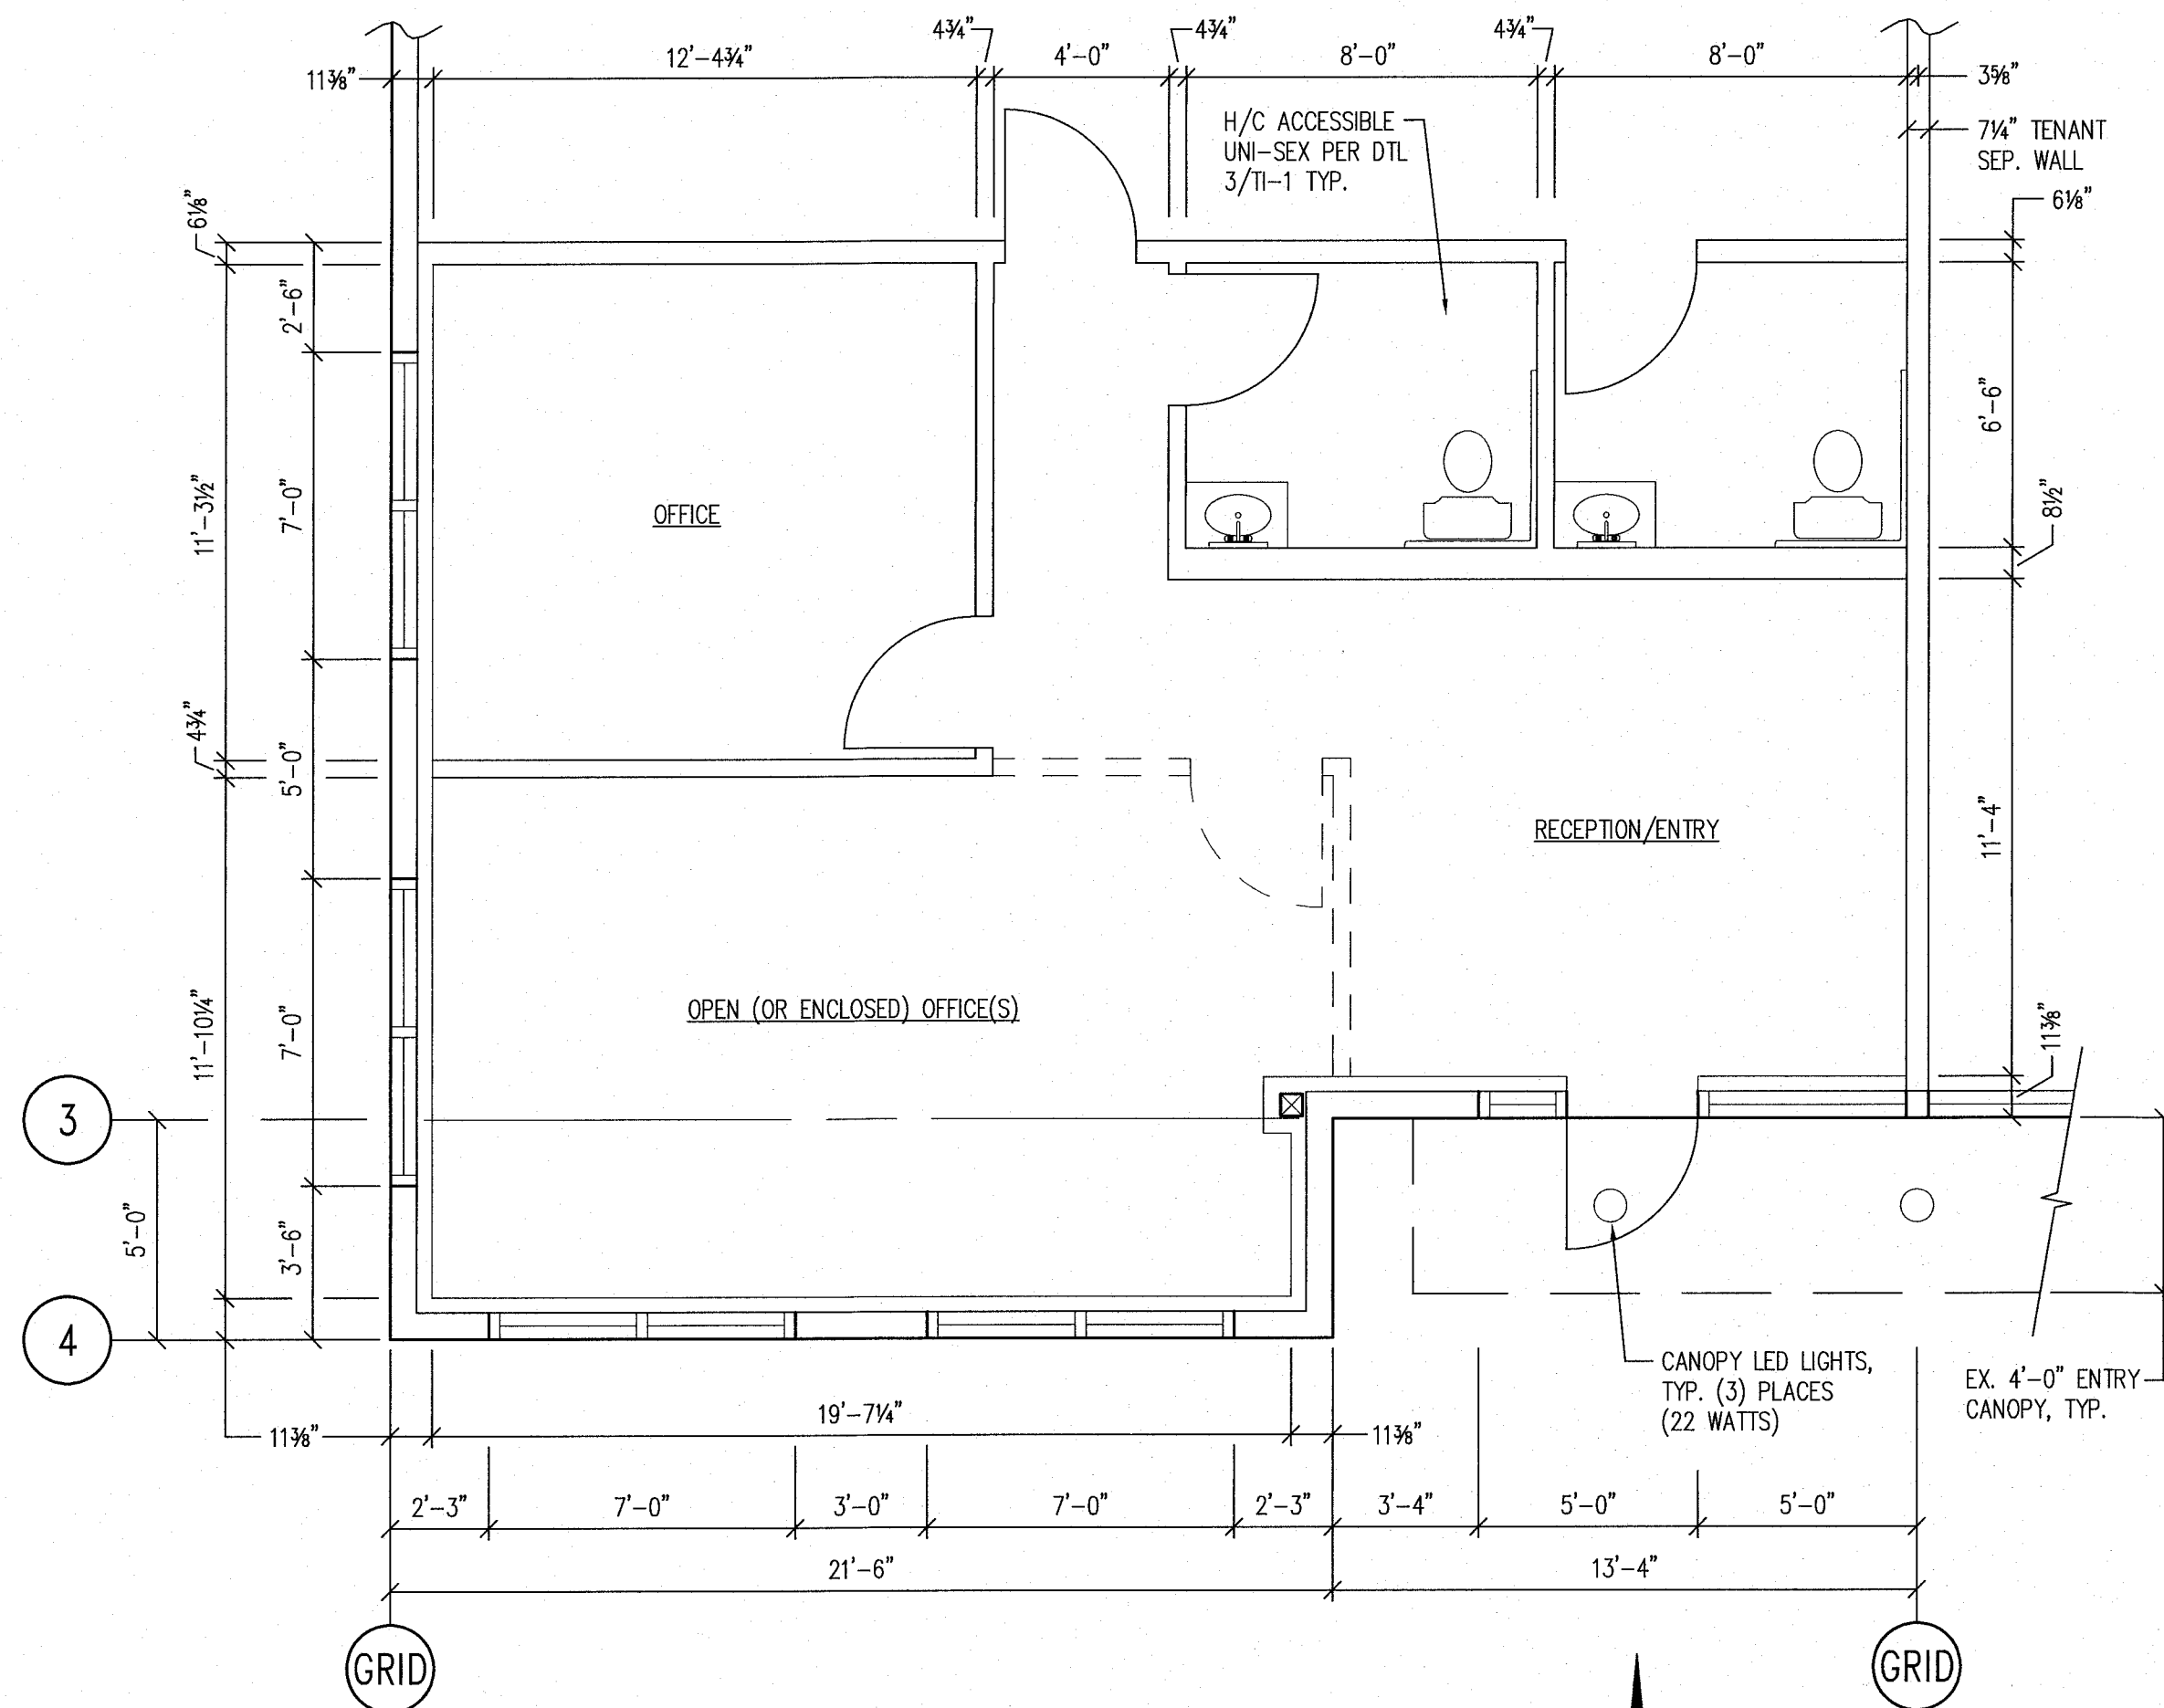 4¾"
4¾"
4¾"
11⅜"
12'-4¾"
4'-0"
8'-0"
8'-0"
3⅝"
H/C ACCESSIBLE
UNI-SEX PER DTL
3/TI-1 TYP.
7¼" TENANT
SEP. WALL
6⅛"
6⅛"
2'-6"
11'-3½"
7'-0"
OFFICE
6'-6"
8½"
4¾"
5'-0"
RECEPTION/ENTRY
11'-4"
11'-10¼"
7'-0"
OPEN (OR ENCLOSED) OFFICE(S)
11⅜"
3
5'-0"
3'-6"
4
CANOPY LED LIGHTS,
TYP. (3) PLACES
(22 WATTS)
EX. 4'-0" ENTRY
CANOPY, TYP.
11⅜"
19'-7¼"
11⅜"
2'-3"
7'-0"
3'-0"
7'-0"
2'-3"
3'-4"
5'-0"
5'-0"
21'-6"
13'-4"
GRID
GRID